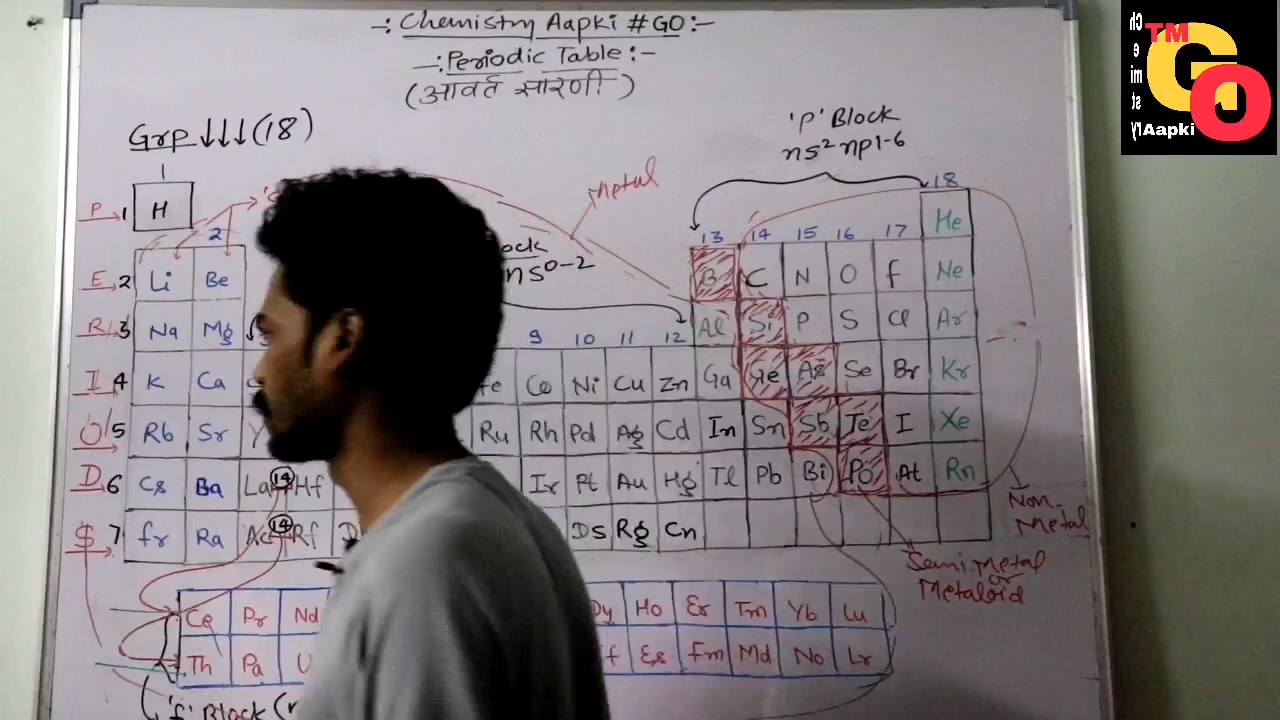 -: Chemistry Aapki #GO:-
-: Periodic Table:-
(आवर्त सारणी)
Grp ↓↓↓(18)
'P' Block
ns² np1-6
Metal
1
18
P 1 H
He
2
13 14 15 16 17
ns0-2
E 2 Li Be
B C N O F Ne
R 3 Na Mg
Al Si P S Cl Ar
9 10 11 12
I 4 K Ca
Co Ni Cu Zn Ga Ge As Se Br Kr
O 5 Rb Sr Y
Ru Rh Pd Ag Cd In Sn Sb Te I Xe
D 6 Cs Ba La 14 Hf
Ir Pt Au Hg Tl Pb Bi Po At Rn
$ 7 Fr Ra Ac 14 Rf
Ds Rg Cn
Non-Metal
Semi Metal
or
Metaloid
Ce Pr Nd
Dy Ho Er Tm Yb Lu
Th Pa U
Es Fm Md No Lr
'f' Block
TM
GO
Chemistry
Aapki